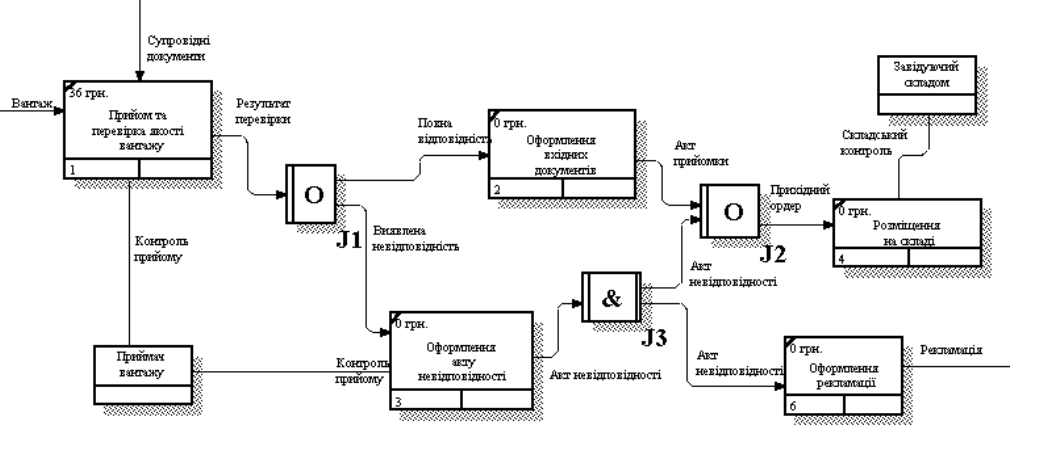 Супровідні
документи
Вантаж
36 грн.
Прийом та
перевірка якості
вантажу
1
Результат
перевірки
O
J1
Повна
відповідність
Виявлена
невідповідність
0 грн.
Оформлення
вхідних
документів
2
Акт
прийомки
O
J2
Прихідний
ордер
Завідуючий
складом
Складський
контроль
0 грн.
Розміщення
на складі
4
Контроль
прийому
Приймач
вантажу
Контроль
прийому
0 грн.
Оформлення
акту
невідповідності
3
Акт невідповідності
&
J3
Акт
невідповідності
Акт
невідповідності
0 грн.
Оформлення
рекламації
6
Рекламація